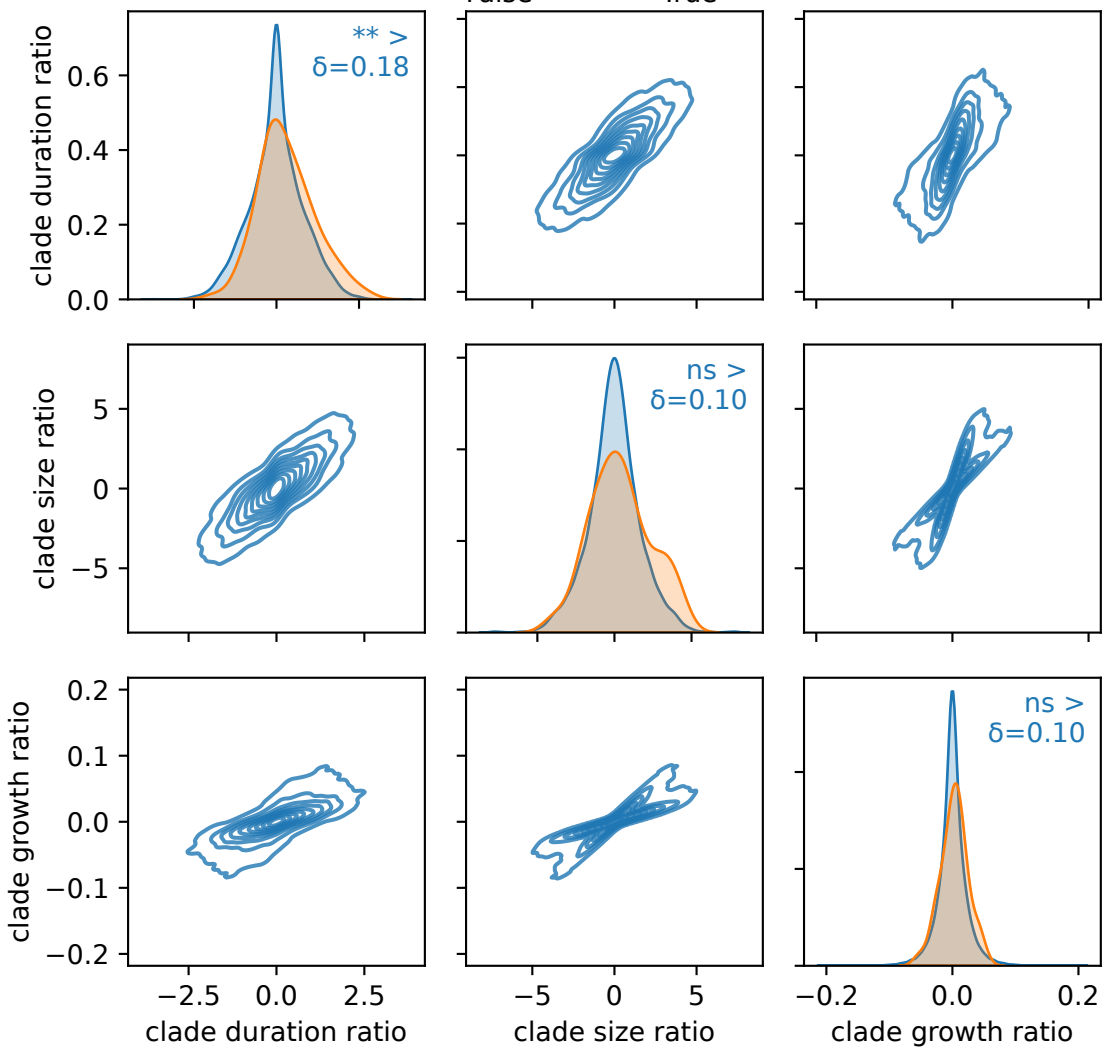 clade duration ratio
0.6
0.4
0.2
0.0
** >
δ=0.18
clade size ratio
5
0
−5
ns >
δ=0.10
clade growth ratio
0.2
0.1
0.0
−0.1
−0.2
ns >
δ=0.10
−2.5 0.0 2.5
−5 0 5
−0.2 0.0 0.2
clade duration ratio
clade size ratio
clade growth ratio